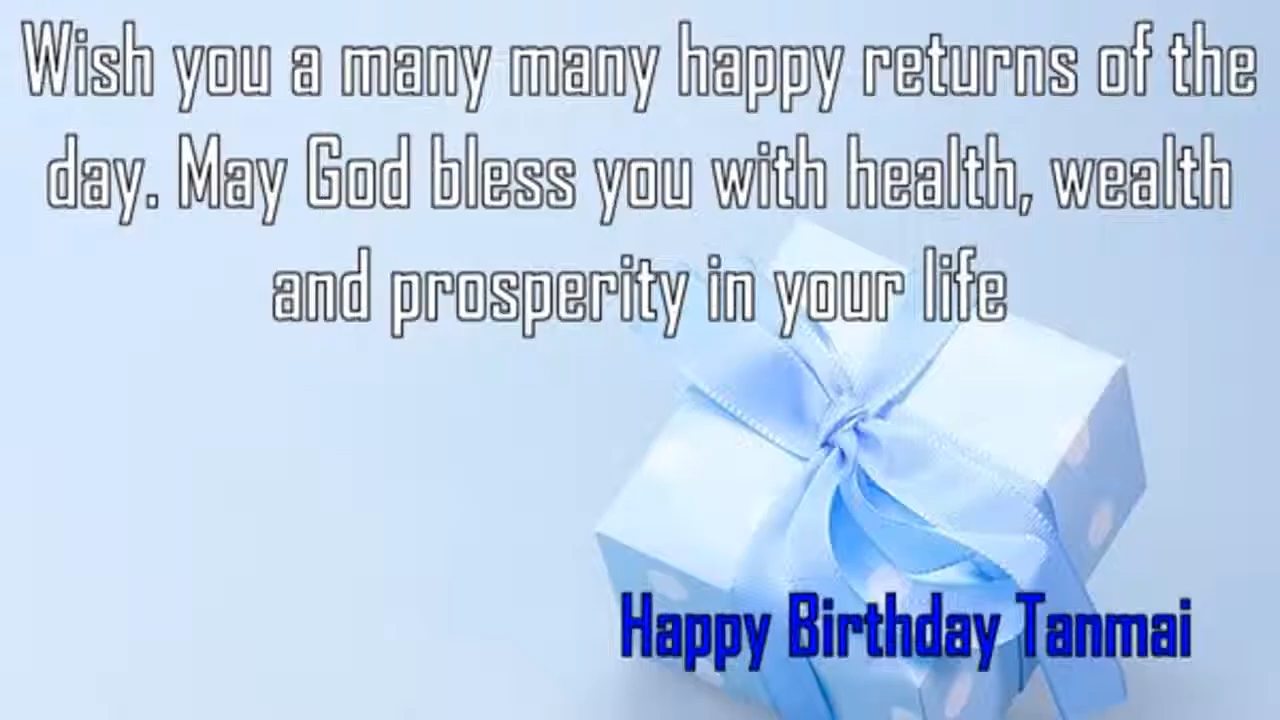 Wish you a many many happy returns of the
day. May God bless you with health, wealth
and prosperity in your life
Happy Birthday Tanmai